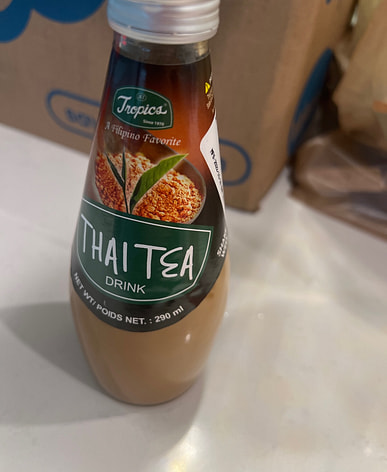 Tropics
Since 1978
A Filipino Favorite
THAI TEA
DRINK
NET WT/ POIDS NET. : 290 ml